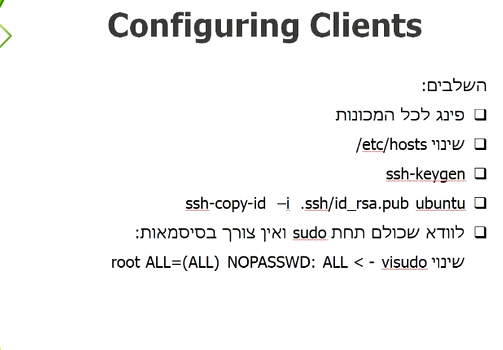 Configuring Clients
השלבים:
❑ פינג לכל המכונות
❑ שינוי /etc/hosts
❑ ssh-keygen
❑ ssh-copy-id –i .ssh/id_rsa.pub ubuntu
❑ לוודא שכולם תחת sudo ואין צורך בסיסמאות:
שינוי visudo - > root ALL=(ALL) NOPASSWD: ALL